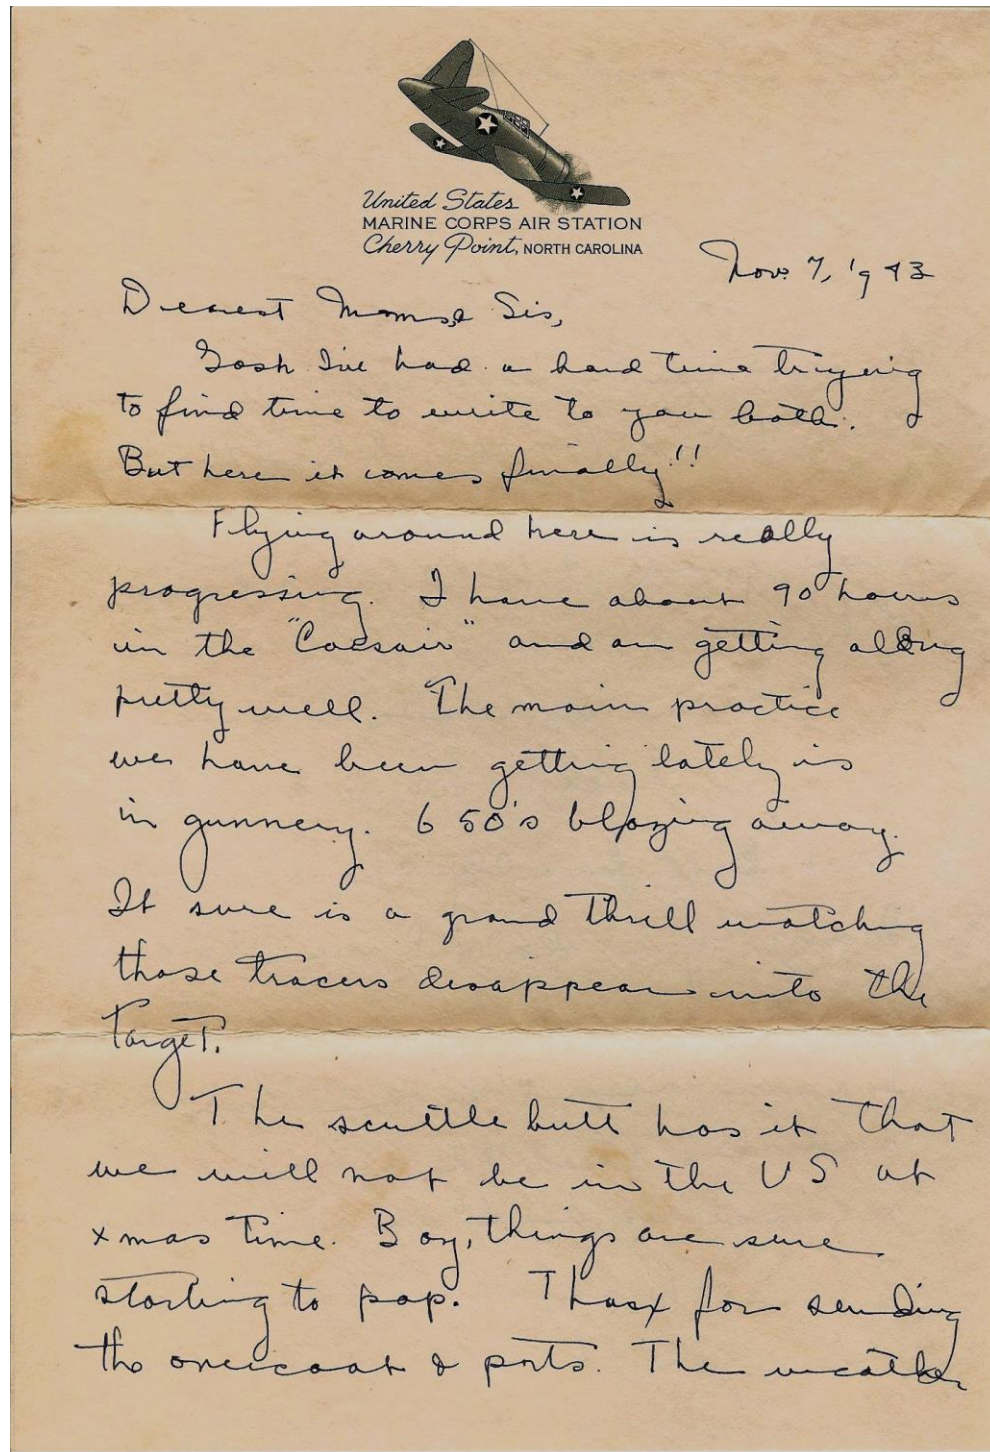 United States
MARINE CORPS AIR STATION
Cherry Point, NORTH CAROLINA
Nov. 7, 1943
Dearest Moms & Sis,
Gosh I've had a hard time trying
to find time to write to you both.
But here it comes finally!!
Flying around here is really
progressing. I have about 90 hours
in the "Corsair" and am getting along
pretty well. The main practice
we have been getting lately is
in gunnery. 6 50's blazing away.
It sure is a grand thrill watching
those tracers disappear into the
target.
The scuttle butt has it that
we will not be in the US at
xmas time. Boy, things are sure
starting to pop. Thanx for sending
the overcoat &
The weather